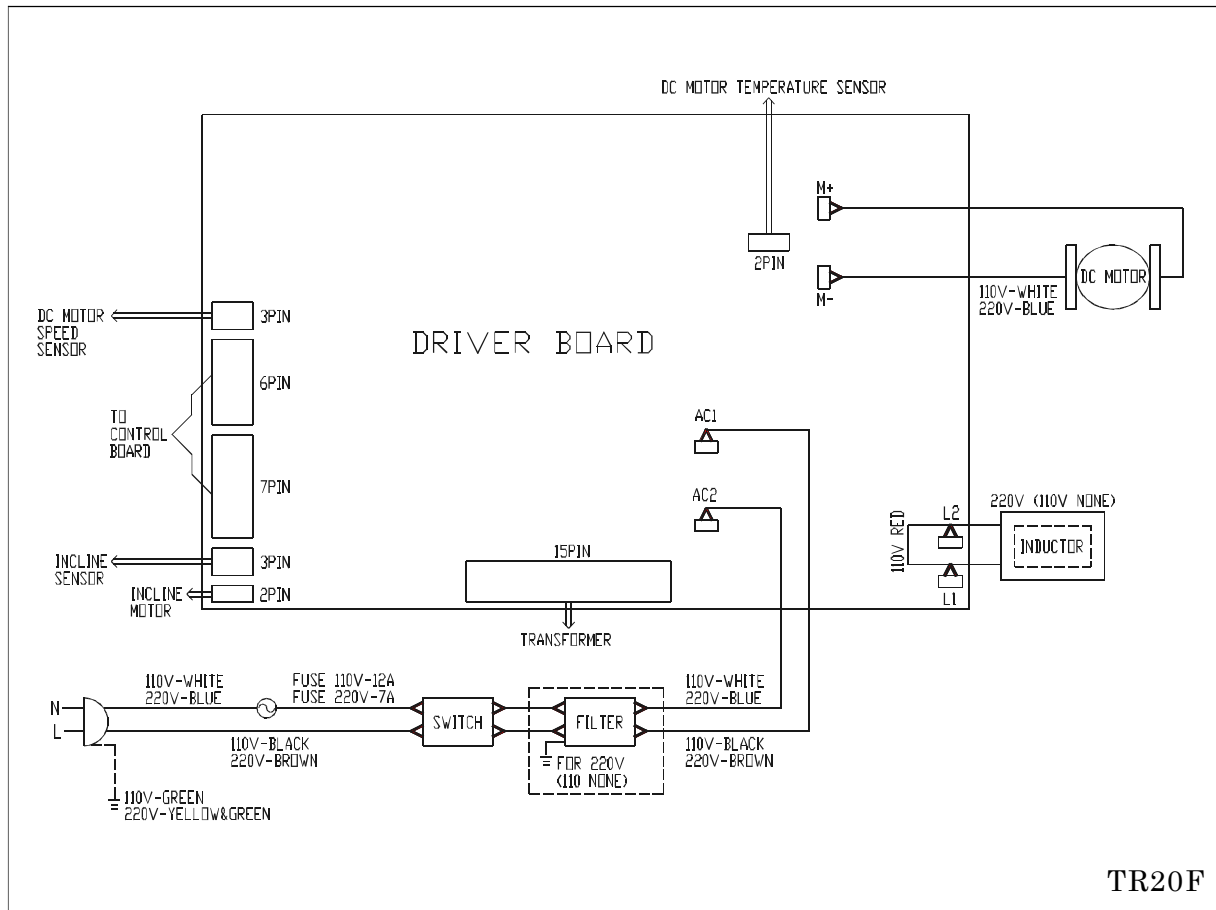 DC MOTOR TEMPERATURE SENSOR
M+
2PIN
DC MOTOR
M-
110V-WHITE
220V-BLUE
DC MOTOR
SPEED
SENSOR
3PIN
DRIVER BOARD
6PIN
TO
CONTROL
BOARD
AC1
7PIN
AC2
220V (110V NONE)
110V RED
L2
INDUCTOR
L1
15PIN
INCLINE
SENSOR
3PIN
INCLINE
MOTOR
2PIN
TRANSFORMER
110V-WHITE
220V-BLUE
FUSE 110V-12A
FUSE 220V-7A
110V-WHITE
220V-BLUE
N
L
SWITCH
FILTER
110V-BLACK
220V-BROWN
FOR 220V
(110 NONE)
110V-BLACK
220V-BROWN
110V-GREEN
220V-YELLOW&GREEN
TR20F